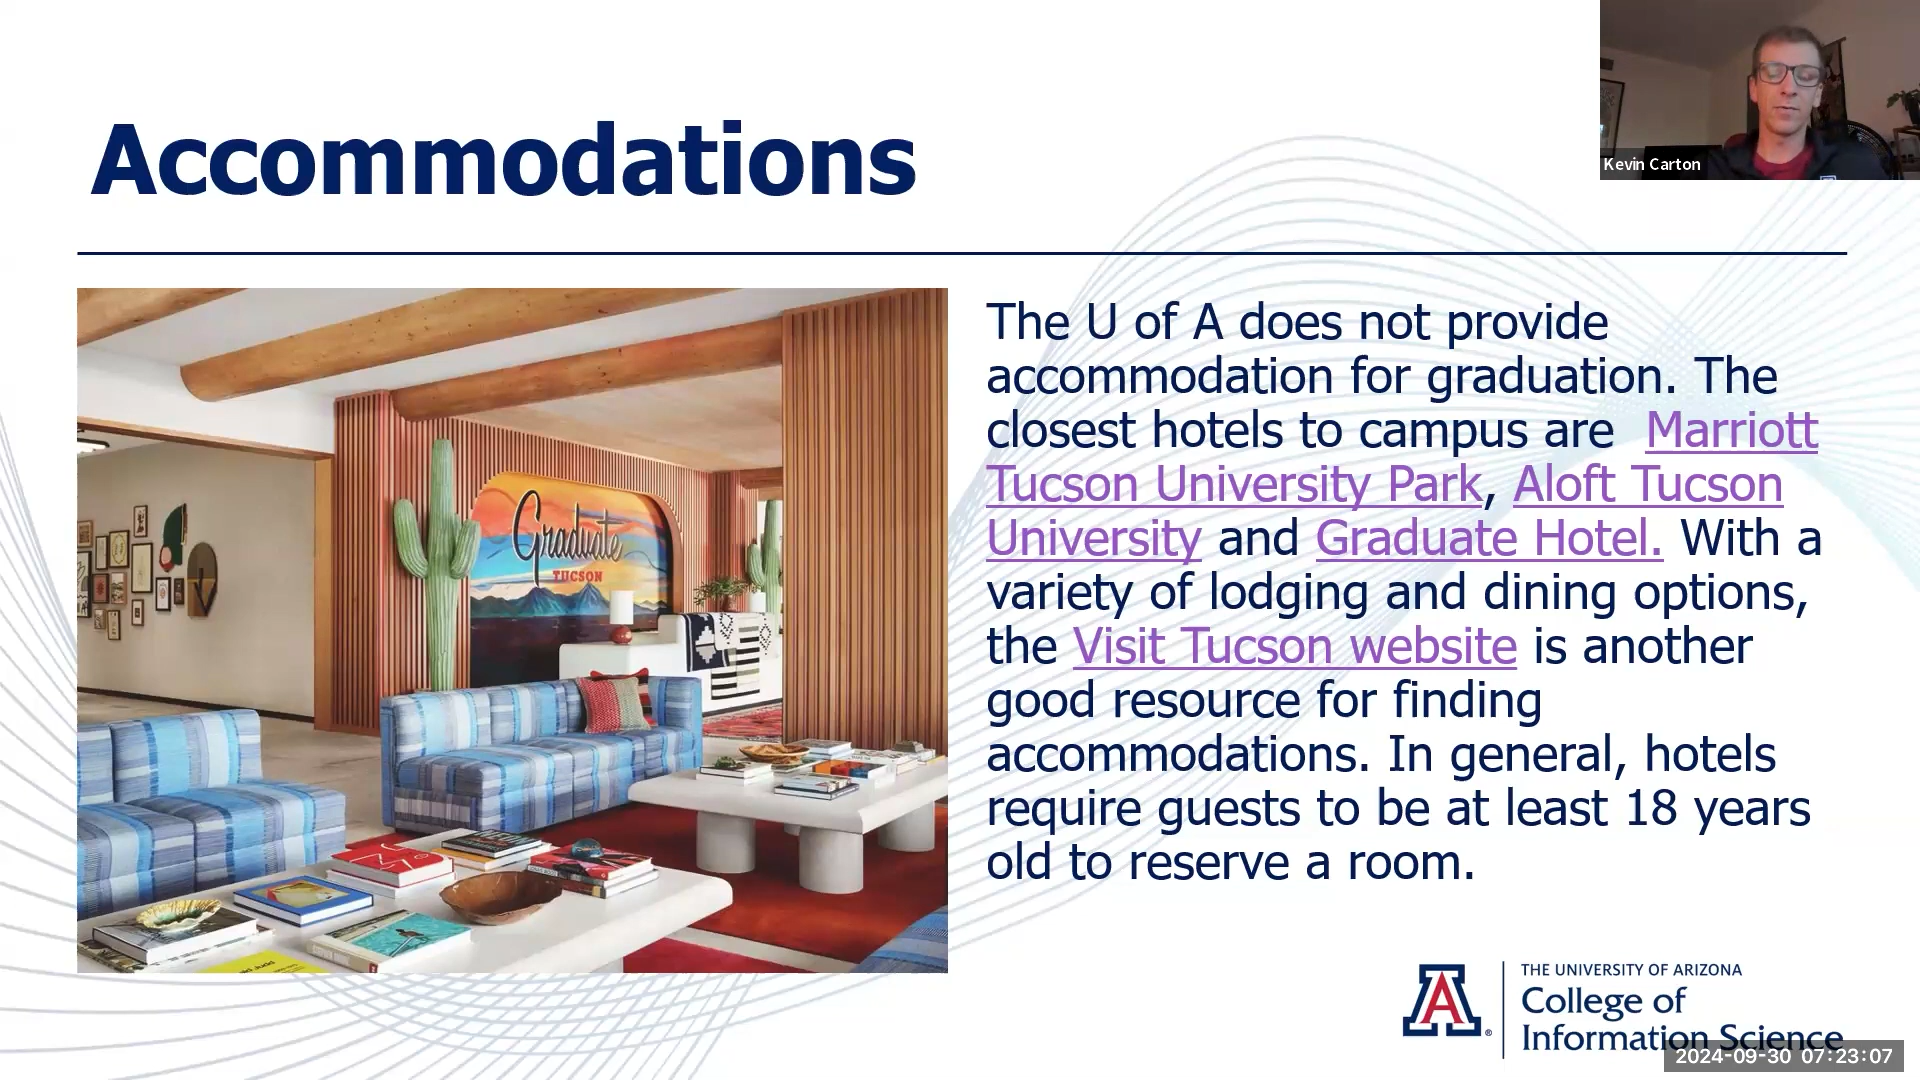 Accommodations
Kevin Carton
The U of A does not provide
accommodation for graduation. The
closest hotels to campus are Marriott
Tucson University Park, Aloft Tucson
University and Graduate Hotel. With a
variety of lodging and dining options,
the Visit Tucson website is another
good resource for finding
accommodations. In general, hotels
require guests to be at least 18 years
old to reserve a room.
Graduate
TUCSON
A
THE UNIVERSITY OF ARIZONA
College of
Information Science
2024-09-30 07:23:07